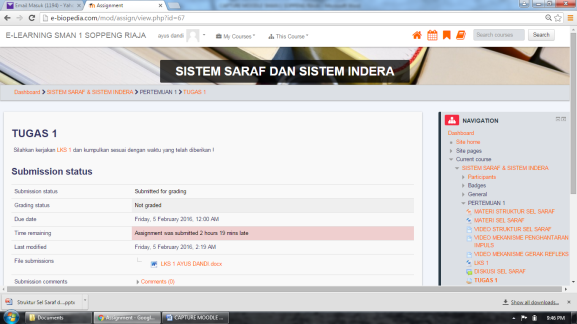 Email Masuk (1194) - Yah
Assignment
e-biopedia.com/mod/assign/view.php?id=67
E-LEARNING SMAN 1 SOPPENG RIAJA
ayus dandi
My Courses
This Course
Search courses
Search
SISTEM SARAF DAN SISTEM INDERA
Dashboard > SISTEM SARAF & SISTEM INDERA > PERTEMUAN 1 > TUGAS 1
TUGAS 1
Silahkan kerjakan LKS 1 dan kumpulkan sesuai dengan waktu yang telah diberikan !
Submission status
Submission status Submitted for grading
Grading status Not graded
Due date Friday, 5 February 2016, 12:00 AM
Time remaining Assignment was submitted 2 hours 19 mins late
Last modified Friday, 5 February 2016, 2:19 AM
File submissions LKS 1 AYUS DANDI.docx
Submission comments Comments (0)
NAVIGATION
Dashboard
Site home
Site pages
Current course
SISTEM SARAF & SISTEM INDERA
Participants
Badges
General
PERTEMUAN 1
MATERI STRUKTUR SEL SARAF
MATERI SEL SARAF
VIDEO STRUKTUR SEL SARAF
VIDEO MEKANISME PENGHANTARAN
IMPULS
VIDEO MEKANISME GERAK REFLEKS
LKS 1
DISKUSI SEL SARAF
TUGAS 1
Struktur Sel Saraf d....pptx
Show all downloads...
Documents
Assignment - Googl...
CAPTURE MOODLE ...
9:46 PM